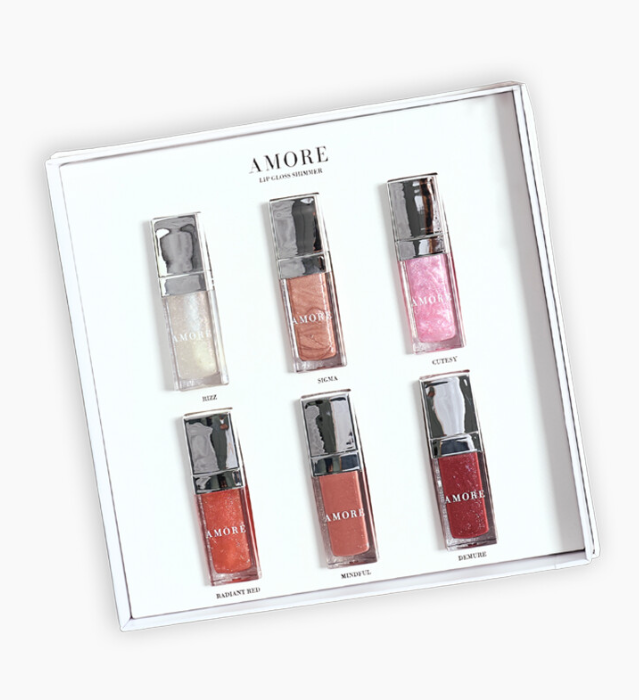 AMORE
LIP GLOSS SHIMMER
AMORE
AMORE
AMORE
RIZZ
SIGMA
CUTESY
AMORE
AMORE
AMORE
RADIANT RED
MINDFUL
DEMURE